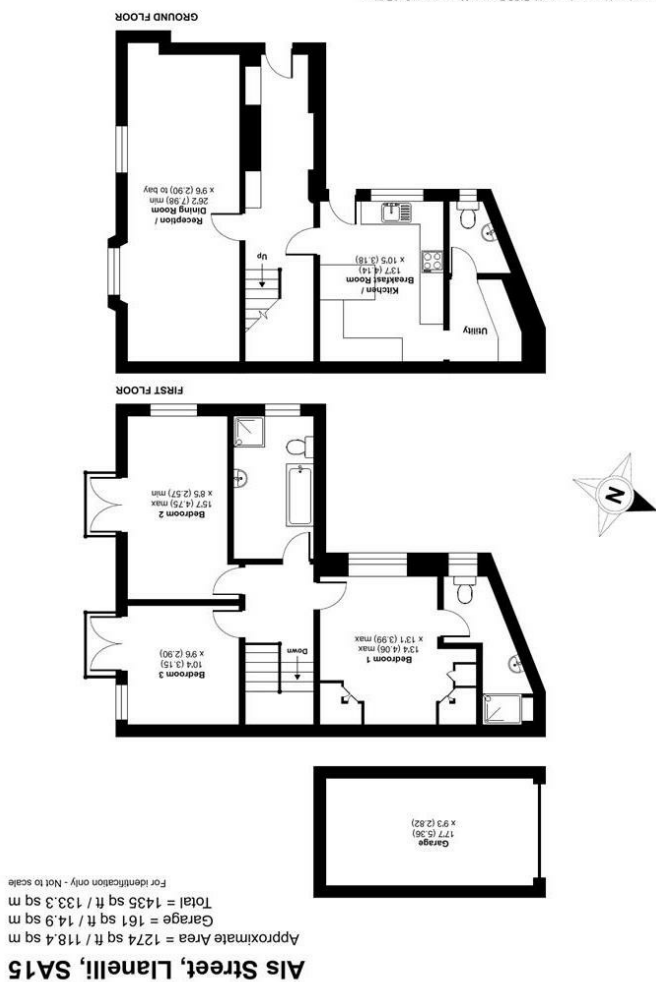 Als Street, Llanelli, SA15
Approximate Area = 1274 sq ft / 118.4 sq m
Garage = 161 sq ft / 14.9 sq m
Total = 1435 sq ft / 133.3 sq m
For identification only - Not to scale
Garage
17'7 (5.36)
x 9'3 (2.82)
N
Bedroom 1
13'4 (4.06) max
x 13'1 (3.99) max
Down
Bedroom 3
10'4 (3.15)
x 9'6 (2.90)
Bedroom 2
15'7 (4.75) max
x 8'5 (2.57) min
FIRST FLOOR
Utility
Kitchen /
Breakfast Room
13'7 (4.14)
x 10'5 (3.18)
Up
Reception /
Dining Room
26'2 (7.98) min
x 9'6 (2.90) to bay
GROUND FLOOR